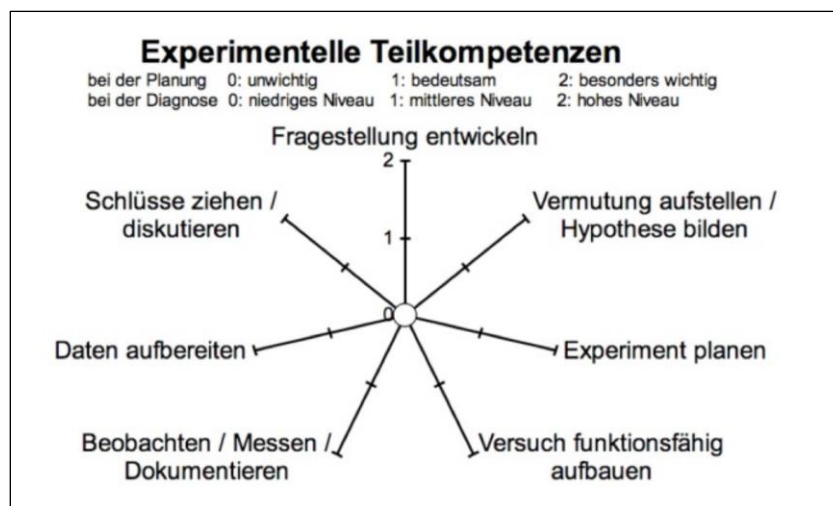 Experimentelle Teilkompetenzen
bei der Planung 0: unwichtig 1: bedeutsam 2: besonders wichtig
bei der Diagnose 0: niedriges Niveau 1: mittleres Niveau 2: hohes Niveau
Fragestellung entwickeln
2
Schlüsse ziehen /
diskutieren
Vermutung aufstellen /
Hypothese bilden
1
0
Daten aufbereiten
Experiment planen
Beobachten / Messen /
Dokumentieren
Versuch funktionsfähig
aufbauen